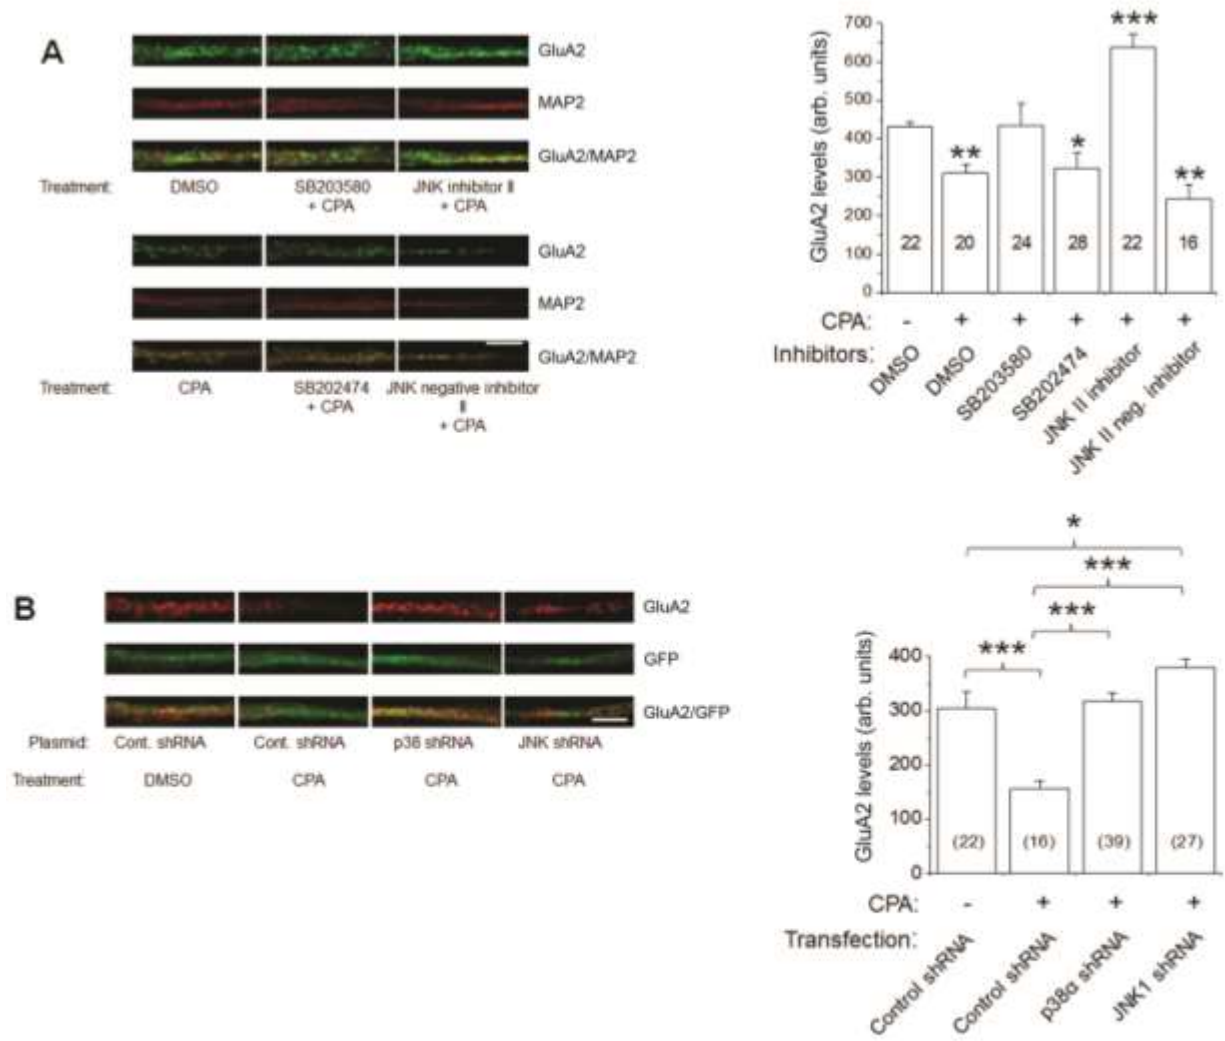 A
GluA2
MAP2
GluA2/MAP2
Treatment: DMSO SB203580 + CPA JNK inhibitor II + CPA
GluA2
MAP2
GluA2/MAP2
Treatment: CPA SB202474 + CPA JNK negative inhibitor II + CPA
GluA2 levels (arb. units)
700
600
500
400
300
200
100
0
** * *** **
22 20 24 28 22 16
CPA: - + + + + +
Inhibitors: DMSO DMSO SB203580 SB202474 JNK II inhibitor JNK II neg. inhibitor
B
GluA2
GFP
GluA2/GFP
Plasmid: Cont. shRNA Cont. shRNA p38 shRNA JNK shRNA
Treatment: DMSO CPA CPA CPA
*
***
***
***
GluA2 levels (arb. units)
400
300
200
100
0
(22) (16) (39) (27)
CPA: - + + +
Transfection: Control shRNA Control shRNA p38α shRNA JNK1 shRNA